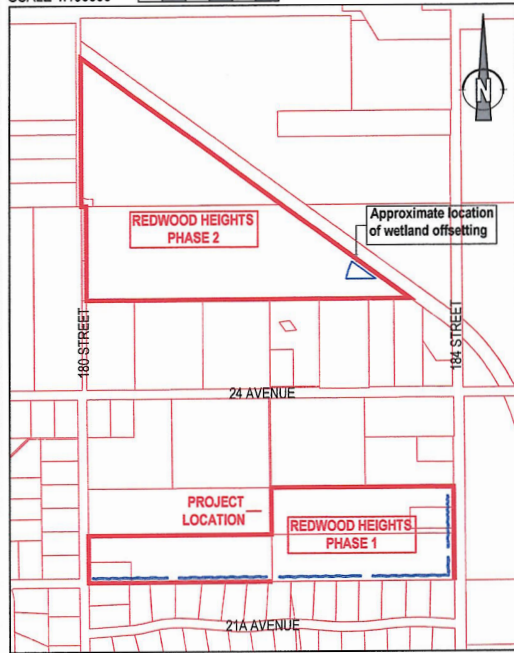 N
Approximate location
of wetland offsetting
REDWOOD HEIGHTS
PHASE 2
180 STREET
184 STREET
24 AVENUE
PROJECT
LOCATION
REDWOOD HEIGHTS
PHASE 1
21A AVENUE